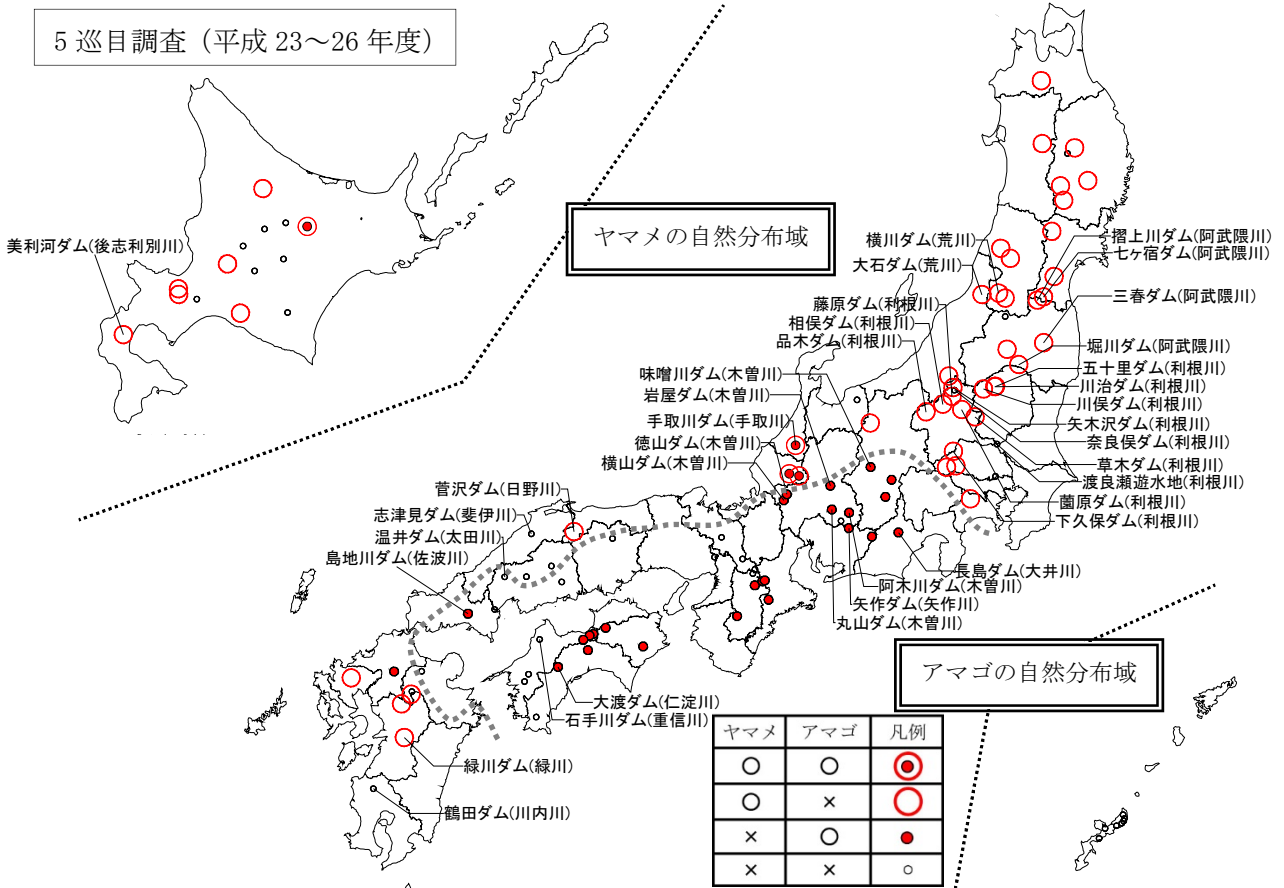 5 巡目調査（平成 23～26 年度）
ヤマメの自然分布域
美利河ダム(後志利別川)
横川ダム(荒川)
大石ダム(荒川)
藤原ダム(利根川)
相俣ダム(利根川)
品木ダム(利根川)
味噌川ダム(木曽川)
岩屋ダム(木曽川)
手取川ダム(手取川)
徳山ダム(木曽川)
横山ダム(木曽川)
菅沢ダム(日野川)
志津見ダム(斐伊川)
温井ダム(太田川)
島地川ダム(佐波川)
摺上川ダム(阿武隈川)
七ヶ宿ダム(阿武隈川)
三春ダム(阿武隈川)
堀川ダム(阿武隈川)
五十里ダム(利根川)
川治ダム(利根川)
川俣ダム(利根川)
矢木沢ダム(利根川)
奈良俣ダム(利根川)
草木ダム(利根川)
渡良瀬遊水地(利根川)
薗原ダム(利根川)
下久保ダム(利根川)
長島ダム(大井川)
阿木川ダム(木曽川)
矢作ダム(矢作川)
丸山ダム(木曽川)
アマゴの自然分布域
大渡ダム(仁淀川)
石手川ダム(重信川)
緑川ダム(緑川)
鶴田ダム(川内川)
ヤマメ アマゴ 凡例
○ ○
○ ×
× ○
× ×